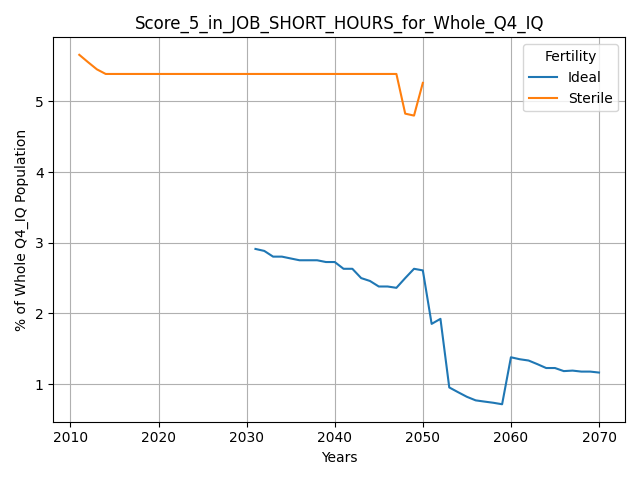 Score_5_in_JOB_SHORT_HOURS_for_Whole_Q4_IQ
Fertility
Ideal
Sterile
% of Whole Q4_IQ Population
5
4
3
2
1
2010 2020 2030 2040 2050 2060 2070
Years